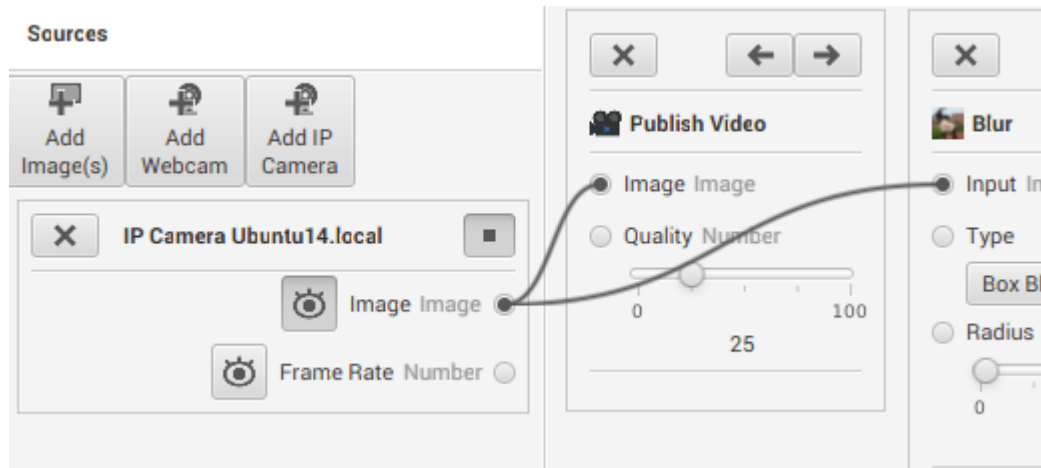 Sources
Add Image(s)
Add Webcam
Add IP Camera
IP Camera Ubuntu14.local
Image Image
Frame Rate Number
Publish Video
Image Image
Quality Number
0 100
25
Blur
Input
Type
Box
Radius
0